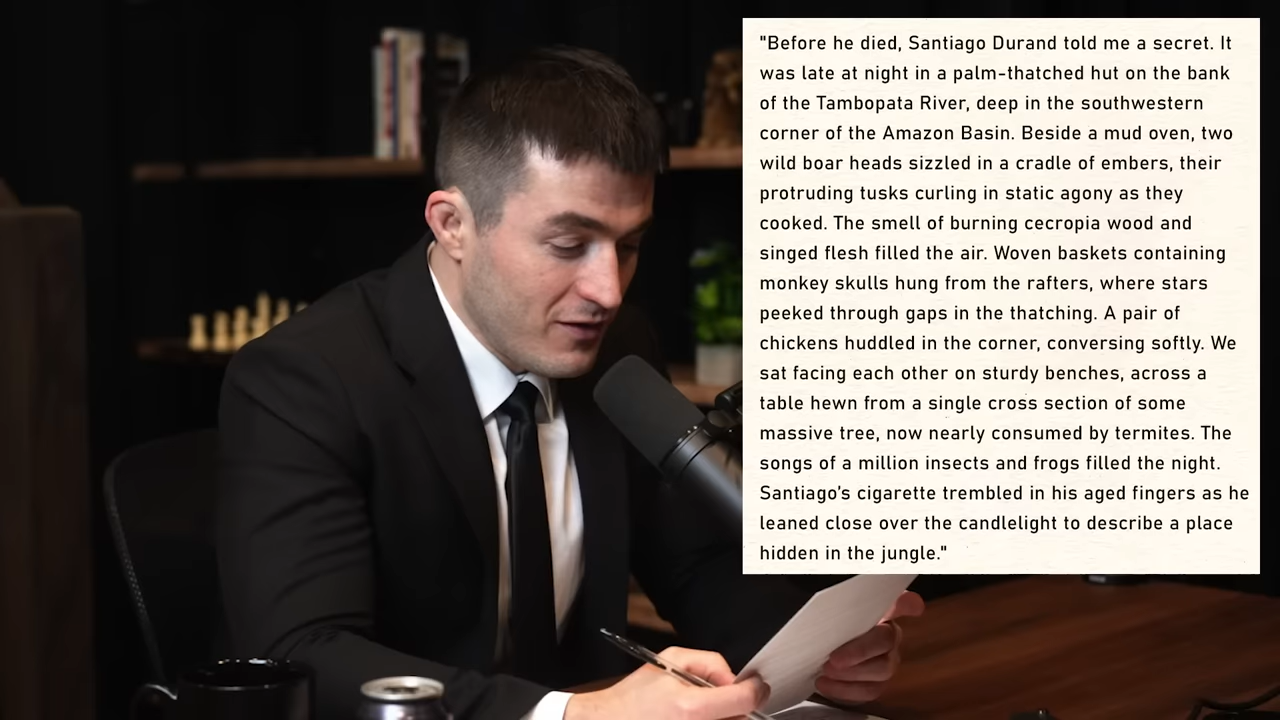 "Before he died, Santiago Durand told me a secret. It
was late at night in a palm-thatched hut on the bank
of the Tambopata River, deep in the southwestern
corner of the Amazon Basin. Beside a mud oven, two
wild boar heads sizzled in a cradle of embers, their
protruding tusks curling in static agony as they
cooked. The smell of burning cecropia wood and
singed flesh filled the air. Woven baskets containing
monkey skulls hung from the rafters, where stars
peeked through gaps in the thatching. A pair of
chickens huddled in the corner, conversing softly. We
sat facing each other on sturdy benches, across a
table hewn from a single cross section of some
massive tree, now nearly consumed by termites. The
songs of a million insects and frogs filled the night.
Santiago's cigarette trembled in his aged fingers as he
leaned close over the candlelight to describe a place
hidden in the jungle."